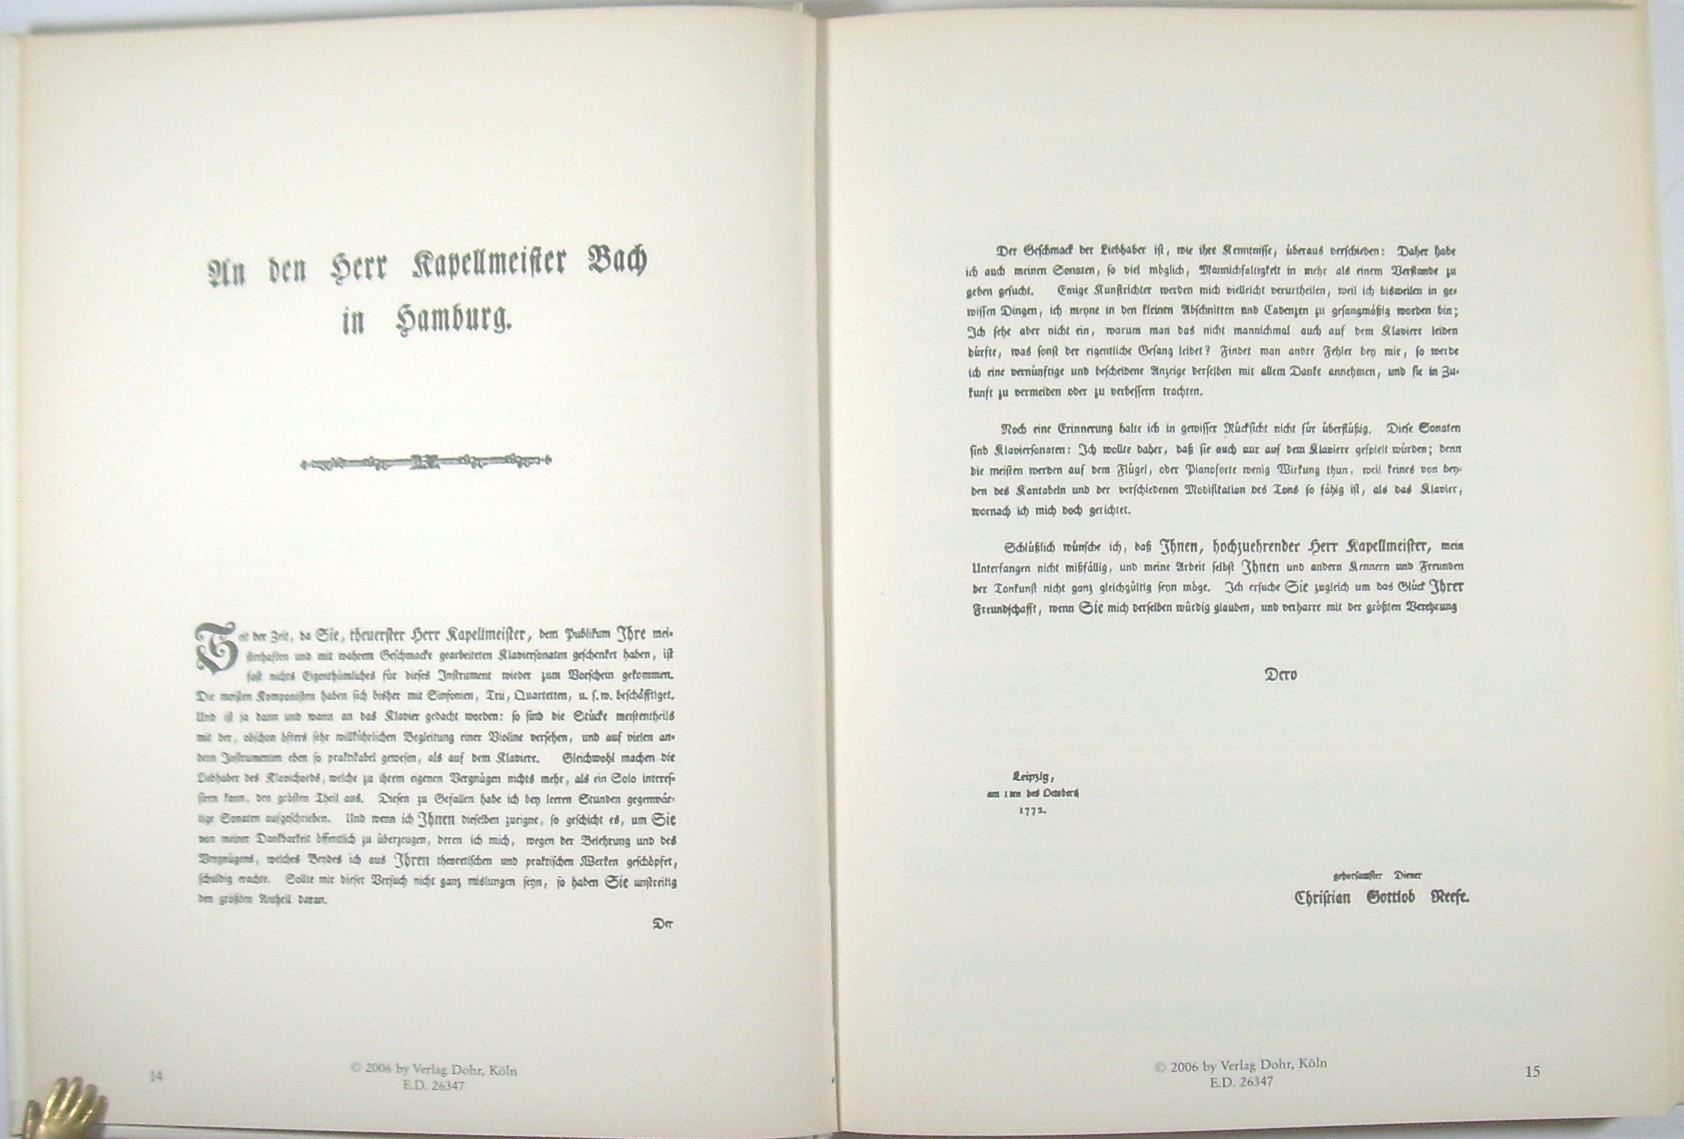 An den Herr Kapellmeister Bach
in Hamburg.
Seit der Zeit, da Sie, theuerster Herr Kapellmeister, dem Publikum Ihre mei-
sterhaften und mit wahrem Geschmacke gearbeiteten Klaviersonaten geschenket haben, ist
fast nichts Eigenthümliches für dieses Instrument wieder zum Vorschein gekommen.
Die meisten Komponisten haben sich bisher mit Sinfonien, Trii, Quartetten, u. s. w. beschäfftiget.
Und ist ja dann und wann an das Klavier gedacht worden: so sind die Stücke meistentheils
mit der, obschon öfters sehr willkührlichen Begleitung einer Violine versehen, und auf vielen an-
dern Instrumenten eben so praktikabel gewesen, als auf dem Klaviere. Gleichwohl machen die
Liebhaber des Klavichords, welche zu ihrem eigenen Vergnügen nichts mehr, als ein Solo interes-
siren kann, den größten Theil aus. Diesen zu Gefallen habe ich bey leeren Stunden gegenwär-
tige Sonaten aufgeschrieben. Und wenn ich Ihnen dieselben zueigne, so geschicht es, um Sie
von meiner Dankbarkeit öffentlich zu überzeugen, deren ich mich, wegen der Belehrung und des
Vergnügens, welches Beydes ich aus Ihren theoretischen und praktischen Werken geschöpfet,
schuldig machte. Sollte mir dieser Versuch nicht ganz mislungen seyn, so haben Sie unstreitig
den größten Antheil daran.
Der
14
© 2006 by Verlag Dohr, Köln
E.D. 26347
Der Geschmack der Liebhaber ist, wie ihre Kenntnisse, überaus verschieden: Daher habe
ich auch meinen Sonaten, so viel möglich, Mannichfaltigkeit in mehr als einem Verstande zu
geben gesucht. Einige Kunstrichter werden mich vielleicht verurtheilen, weil ich bisweilen in ge-
wissen Dingen, ich meyne in den kleinen Abschnitten und Cadenzen zu gesangmäßig worden bin;
Ich sehe aber nicht ein, warum man das nicht mannichmal auch auf dem Klaviere leiden
dürfte, was sonst der eigentliche Gesang leidet? Findet man andre Fehler bey mir, so werde
ich eine vernünftige und bescheidene Anzeige derselben mit allem Danke annehmen, und sie in Zu-
kunft zu vermeiden oder zu verbessern trachten.
Noch eine Erinnerung halte ich in gewisser Rücksicht nicht für überflüßig. Diese Sonaten
sind Klaviersonaten: Ich wollte daher, daß sie auch nur auf dem Klaviere gespielt würden; denn
die meisten werden auf dem Flügel, oder Pianoforte wenig Wirkung thun, weil keines von bey-
den des Kantabeln und der verschiedenen Modifikation des Tons so fähig ist, als das Klavier,
wornach ich mich doch gerichtet.
Schlüßlich wünsche ich, daß Ihnen, hochzuehrender Herr Kapellmeister, mein
Unterfangen nicht mißfällig, und meine Arbeit selbst Ihnen und andern Kennern und Freunden
der Tonkunst nicht ganz gleichgültig seyn möge. Ich ersuche Sie zugleich um das Glück Ihrer
Freundschafft, wenn Sie mich derselben würdig glauben, und verharre mit der größten Verehrung
Dero
Leipzig,
am 1ten des Octobers
1772.
gehorsamster Diener
Christian Gottlob Neefe.
© 2006 by Verlag Dohr, Köln
E.D. 26347
15